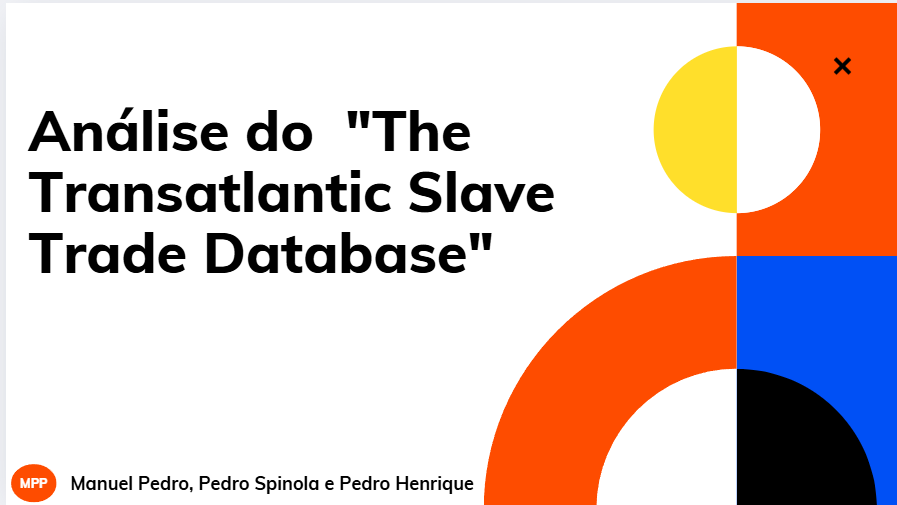 Análise do  "The
Transatlantic Slave
Trade Database"
MPP
Manuel Pedro, Pedro Spinola e Pedro Henrique